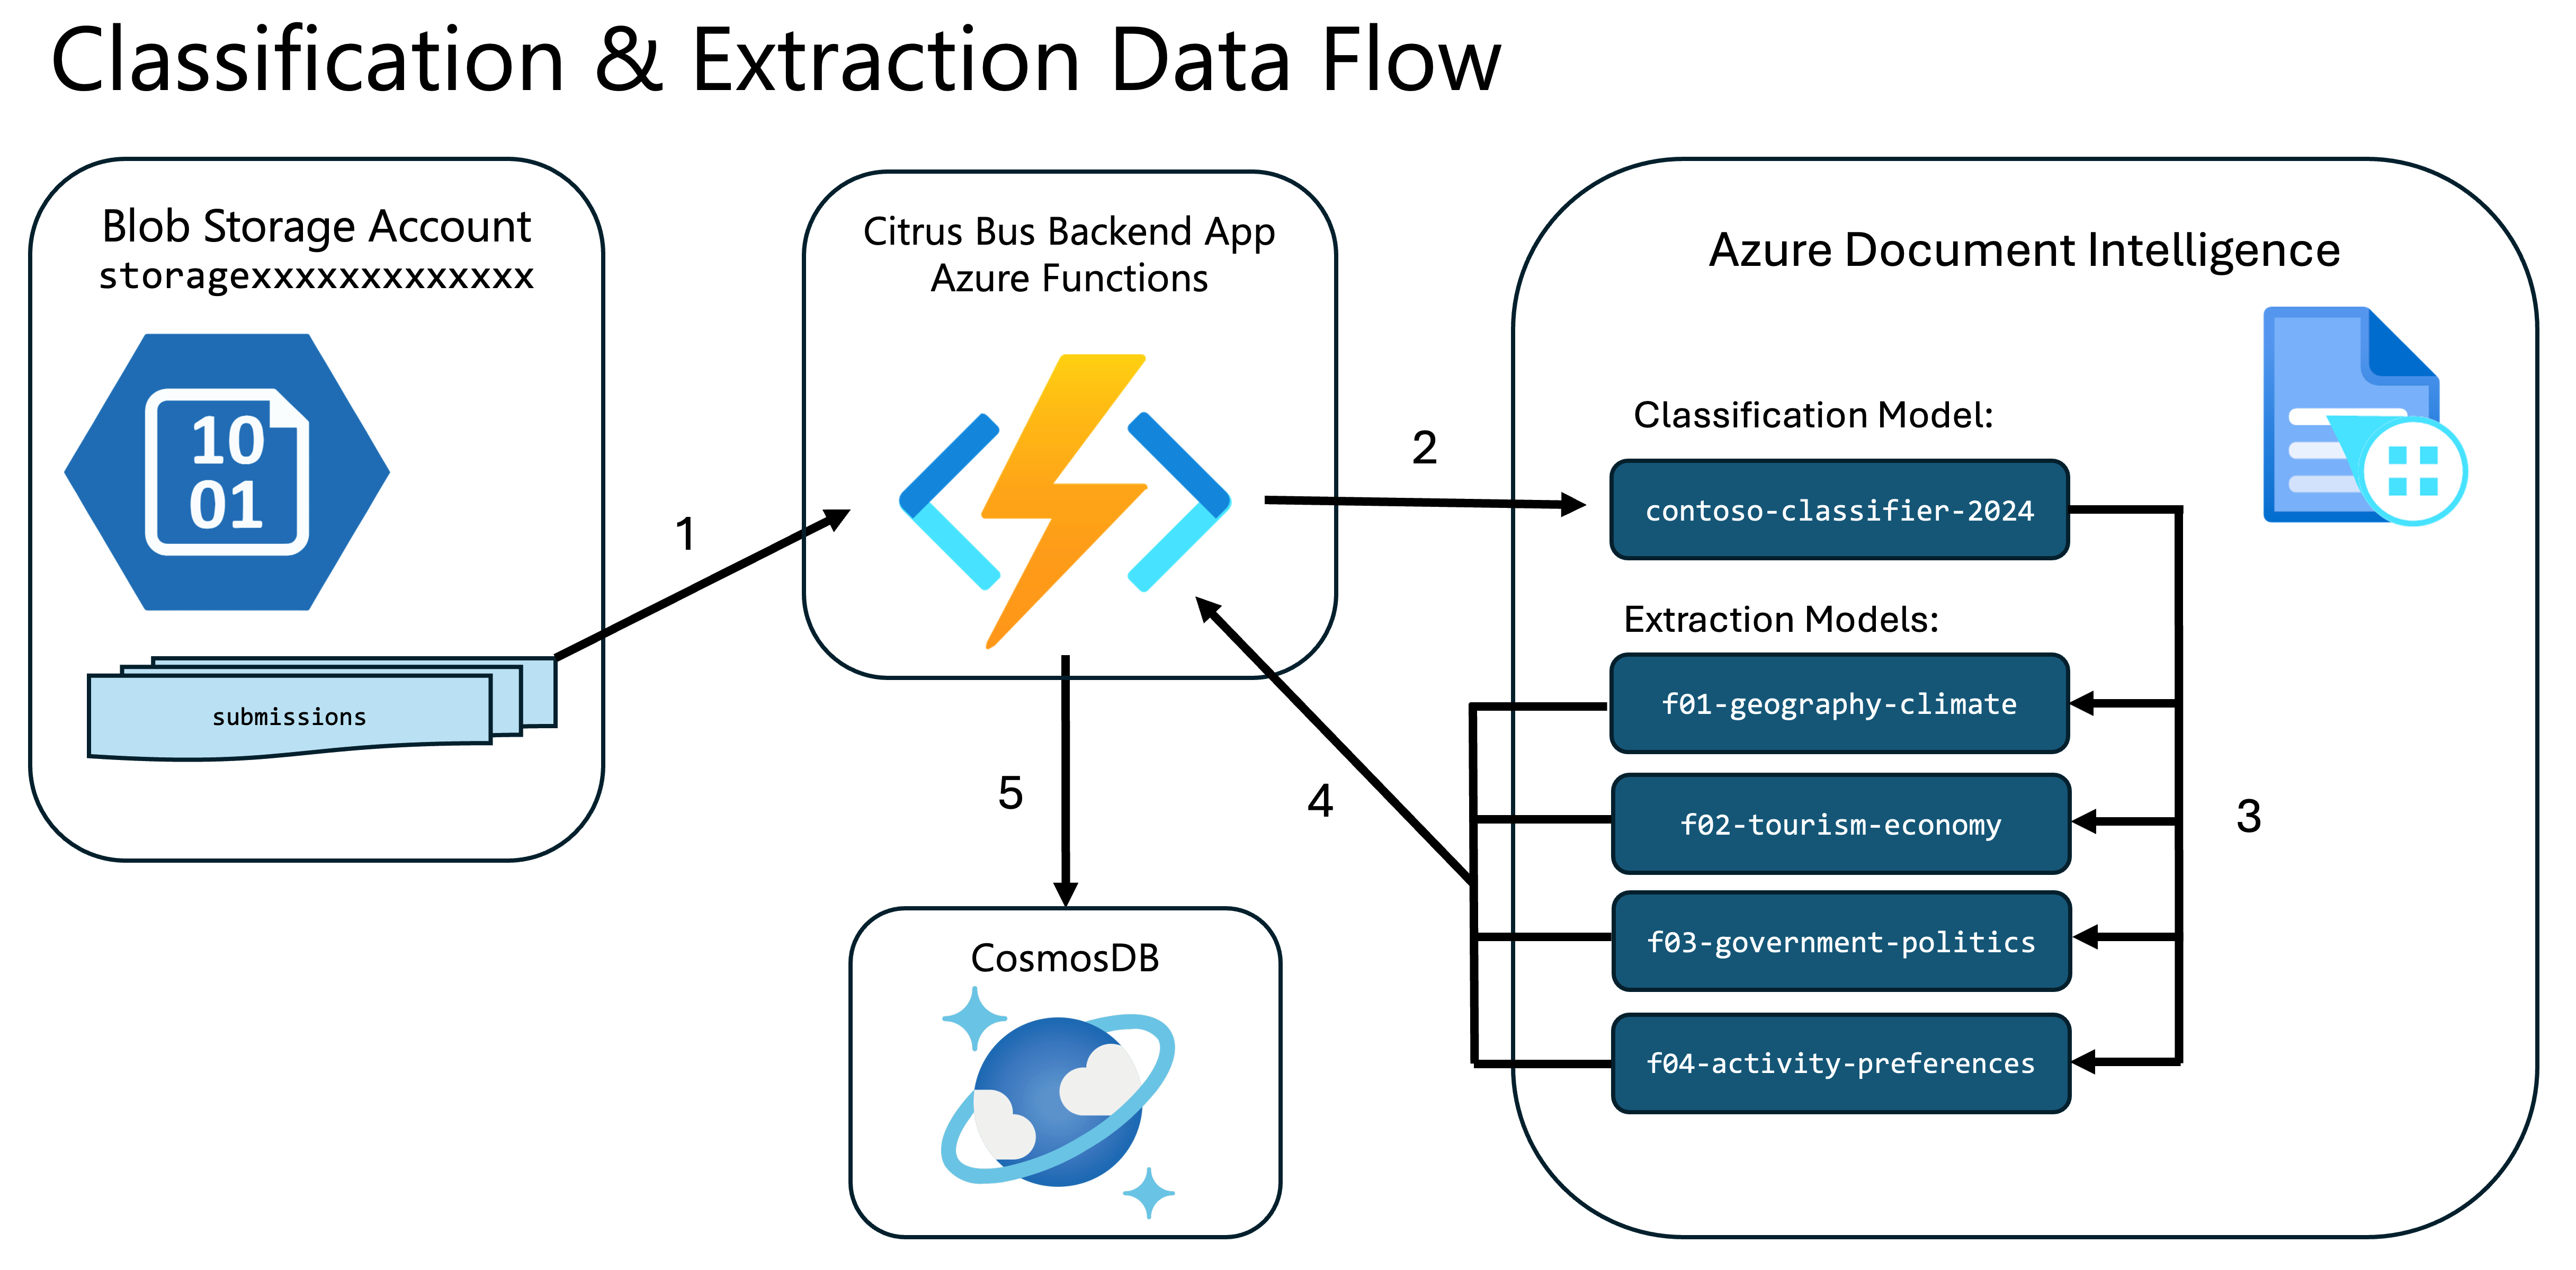 Classification & Extraction Data Flow
Blob Storage Account
storagexxxxxxxxxxxxx
10
01
submissions
1
Citrus Bus Backend App
Azure Functions
2
5
4
CosmosDB
Azure Document Intelligence
Classification Model:
contoso-classifier-2024
Extraction Models:
f01-geography-climate
f02-tourism-economy
f03-government-politics
f04-activity-preferences
3